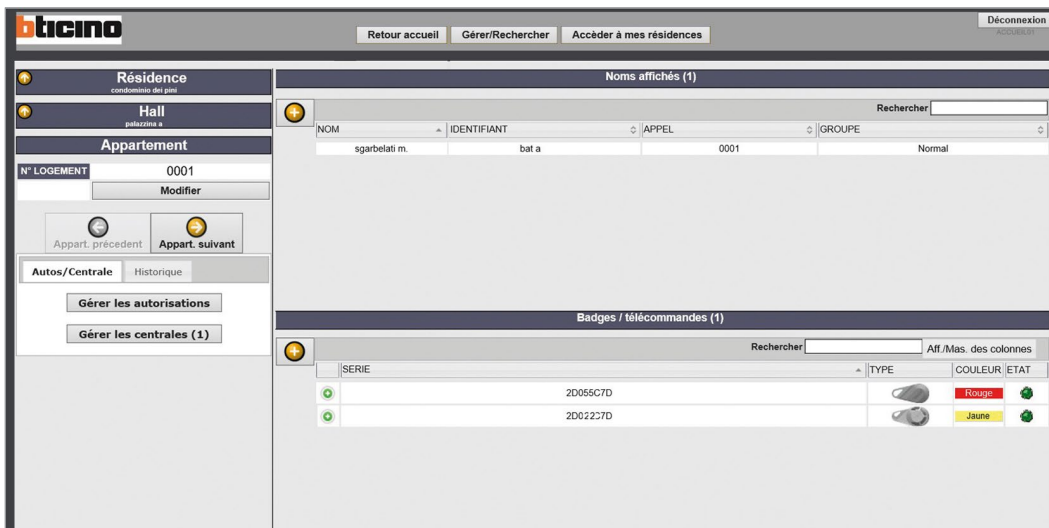 bticino
Retour accueil
Gérer/Rechercher
Accèder à mes résidences
Déconnexion
ACCUEIL01
Résidence
condominio dei pini
Hall
palazzina a
Appartement
N° LOGEMENT 0001
Modifier
Appart. précedent
Appart. suivant
Autos/Centrale
Historique
Gérer les autorisations
Gérer les centrales (1)
Noms affichés (1)
Rechercher
NOM IDENTIFIANT APPEL GROUPE
sgarbelati m. bat a 0001 Normal
Badges / télécommandes (1)
Rechercher
Aff./Mas. des colonnes
SERIE TYPE COULEUR ETAT
2D055C7D Rouge
2D022C7D Jaune